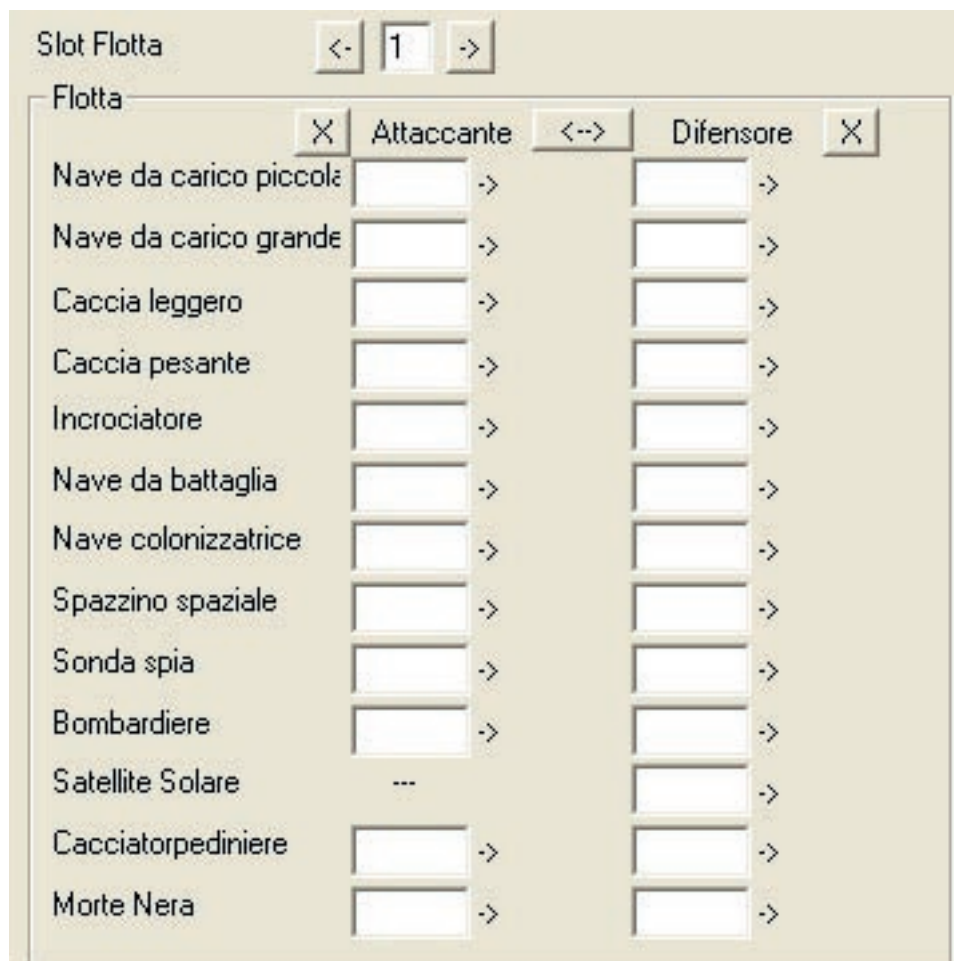 Slot Flotta <- 1 ->
Flotta
X Attaccante <--> Difensore X
Nave da carico piccola -> ->
Nave da carico grande -> ->
Caccia leggero -> ->
Caccia pesante -> ->
Incrociatore -> ->
Nave da battaglia -> ->
Nave colonizzatrice -> ->
Spazzino spaziale -> ->
Sonda spia -> ->
Bombardiere -> ->
Satellite Solare --- ->
Cacciatorpediniere -> ->
Morte Nera -> ->